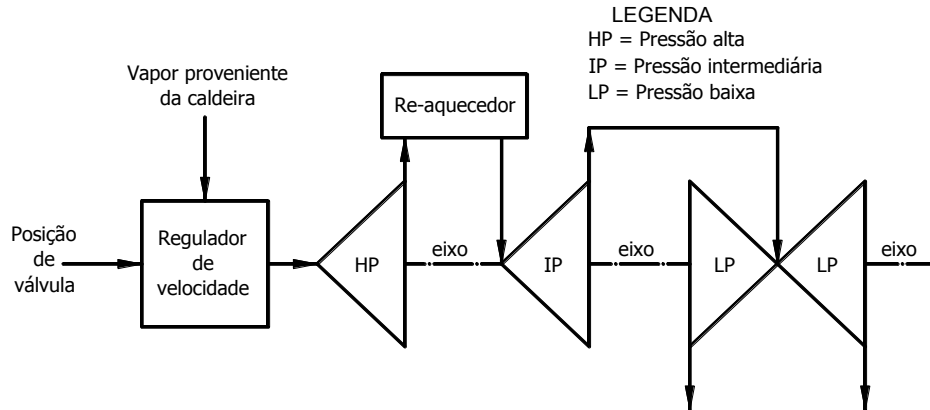 LEGENDA
HP = Pressão alta
IP = Pressão intermediária
LP = Pressão baixa
Vapor proveniente
da caldeira
Re-aquecedor
Posição
de
válvula
Regulador
de
velocidade
HP
eixo
IP
eixo
LP
LP
eixo